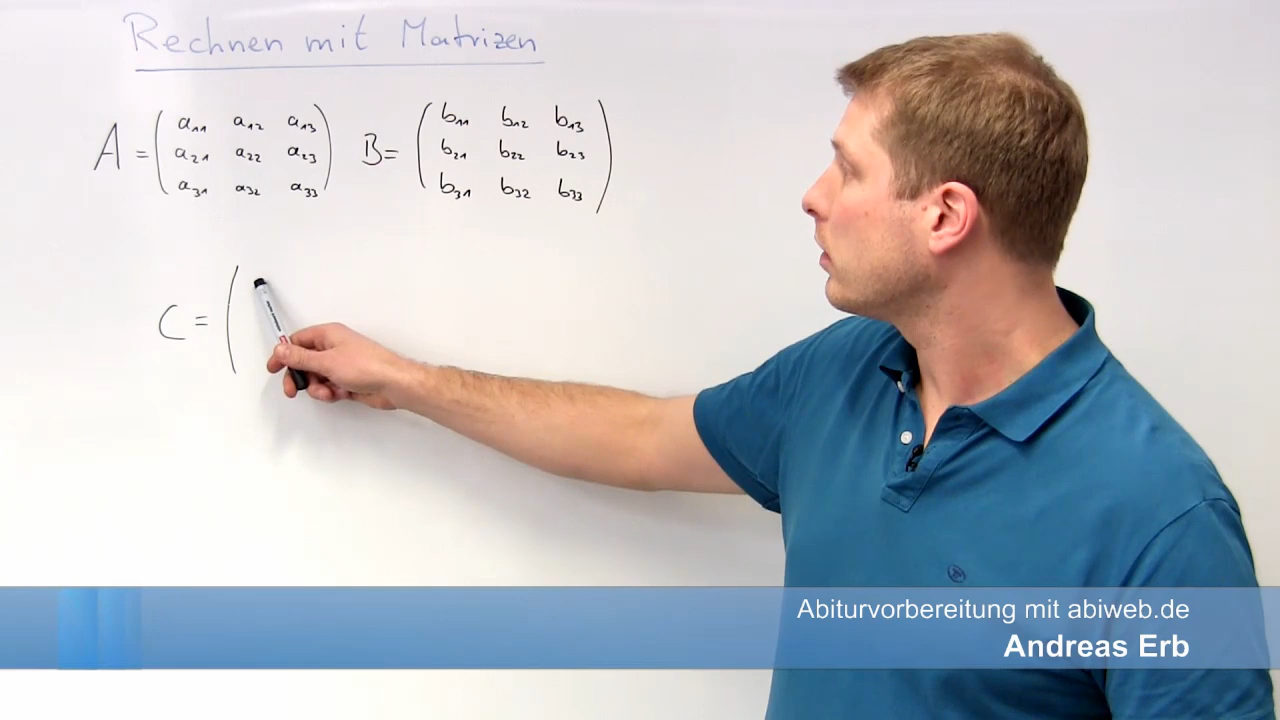 Rechnen mit Matrizen
A = ( a11 a12 a13 B = ( b11 b12 b13
a21 a22 a23 b21 b22 b23
a31 a32 a33 ) b31 b32 b33 )
C = (
Abiturvorbereitung mit abiweb.de
Andreas Erb